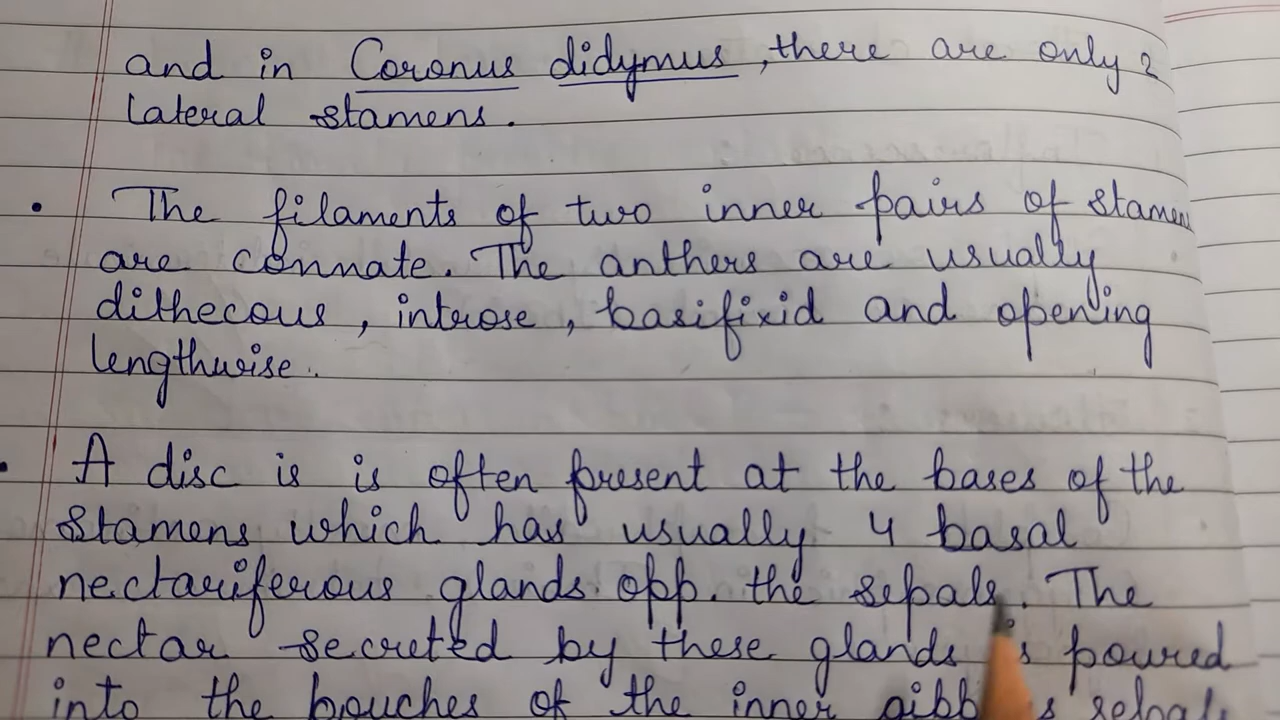 and in Coronus didymus, there are only 2
lateral stamens.
• The filaments of two inner pairs of stamens
are connate. The anthers are usually
dithecous, introse, basifixid and opening
lengthwise.
• A disc is is often present at the bases of the
stamens which has usually 4 basal
nectariferous glands opp. the sepals. The
nectar secreted by these glands is poured
into the pouches of the inner